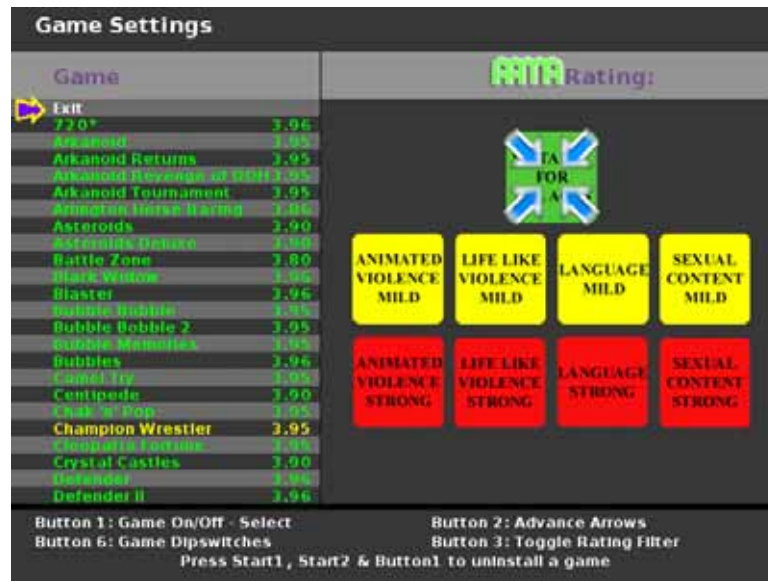 Game Settings
Game
AAMA Rating:
Exit
720° 3.96
Arkanoid 3.95
Arkanoid Returns 3.95
Arkanoid Revenge of DOH 3.95
Arkanoid Tournament 3.95
Arlington Horse Racing 3.86
Asteroids 3.90
Asteroids Deluxe 3.90
Battle Zone 3.80
Black Widow 3.96
Blaster 3.96
Bubble Bobble 3.95
Bubble Bobble 2 3.95
Bubble Memories 3.95
Bubbles 3.96
Camel Try 3.95
Centipede 3.90
Chak 'n' Pop 3.95
Champion Wrestler 3.95
Cleopatra Fortune 3.95
Crystal Castles 3.90
Defender 3.96
Defender II 3.96
FOR
ANIMATED VIOLENCE MILD
LIFE LIKE VIOLENCE MILD
LANGUAGE MILD
SEXUAL CONTENT MILD
ANIMATED VIOLENCE STRONG
LIFE LIKE VIOLENCE STRONG
LANGUAGE STRONG
SEXUAL CONTENT STRONG
Button 1: Game On/Off - Select
Button 2: Advance Arrows
Button 6: Game Dipswitches
Button 3: Toggle Rating Filter
Press Start1, Start2 & Button1 to uninstall a game